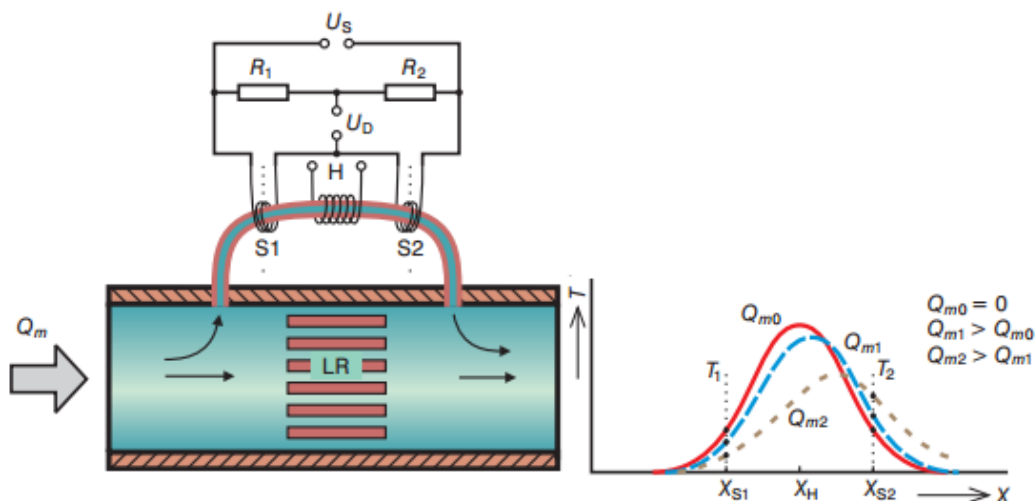 U_S
R_1
R_2
U_D
H
S1
S2
Q_m
LR
T
Q_m0
Q_m1
Q_m2
T_1
T_2
Q_m0 = 0
Q_m1 > Q_m0
Q_m2 > Q_m1
X_S1
X_H
X_S2
X